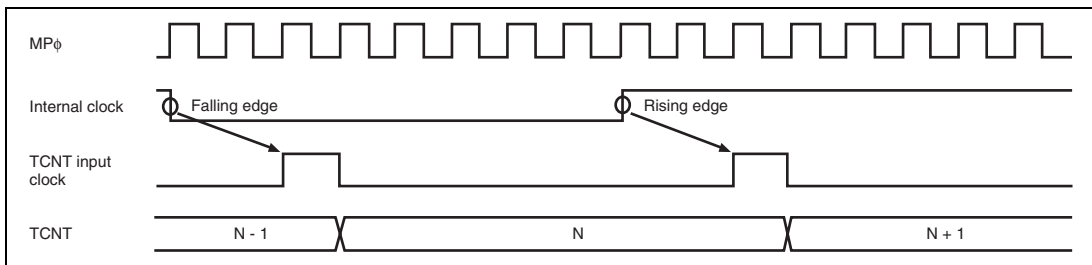 MPφ
Internal clock
Falling edge
Rising edge
TCNT input
clock
TCNT
N - 1
N
N + 1